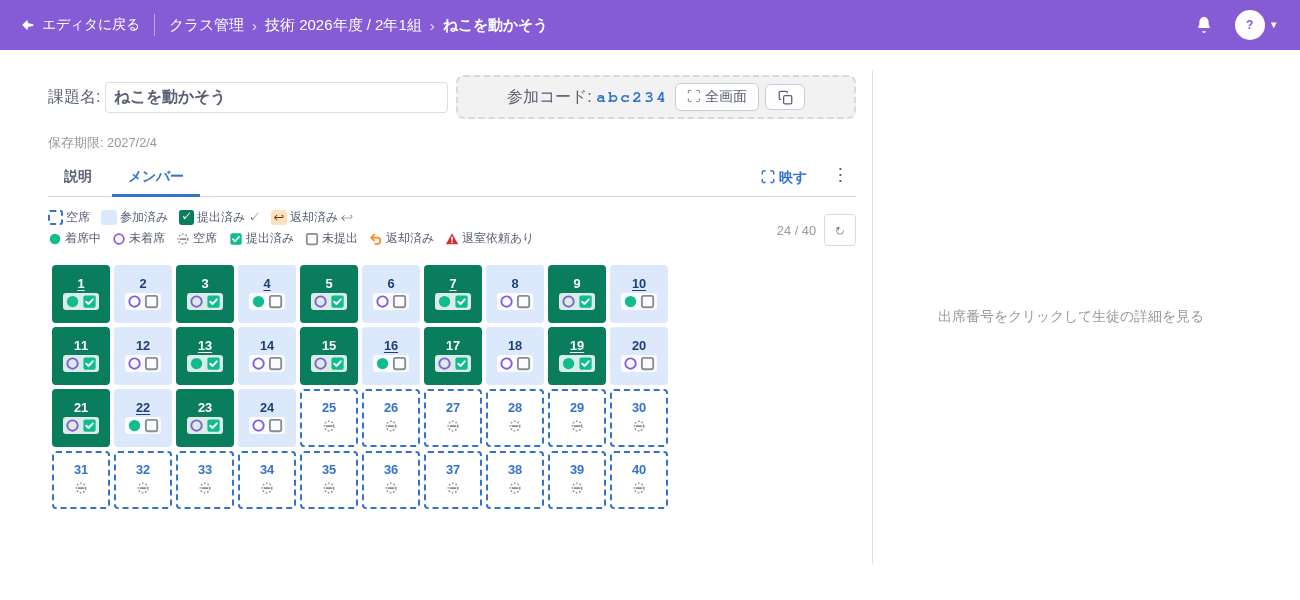 エディタに戻る クラス管理 › 技術 2026年度 / 2年1組 › ねこを動かそう ? ▾
課題名: ねこを動かそう 参加コード: abc234 全画面
保存期限: 2027/2/4
説明 メンバー 映す ⋮
空席 参加済み 提出済み ✓ 返却済み ↩
着席中 未着席 空席 提出済み 未提出 返却済み 退室依頼あり
24 / 40
1 2 3 4 5 6 7 8 9 10
11 12 13 14 15 16 17 18 19 20
21 22 23 24 25 26 27 28 29 30
31 32 33 34 35 36 37 38 39 40
出席番号をクリックして生徒の詳細を見る